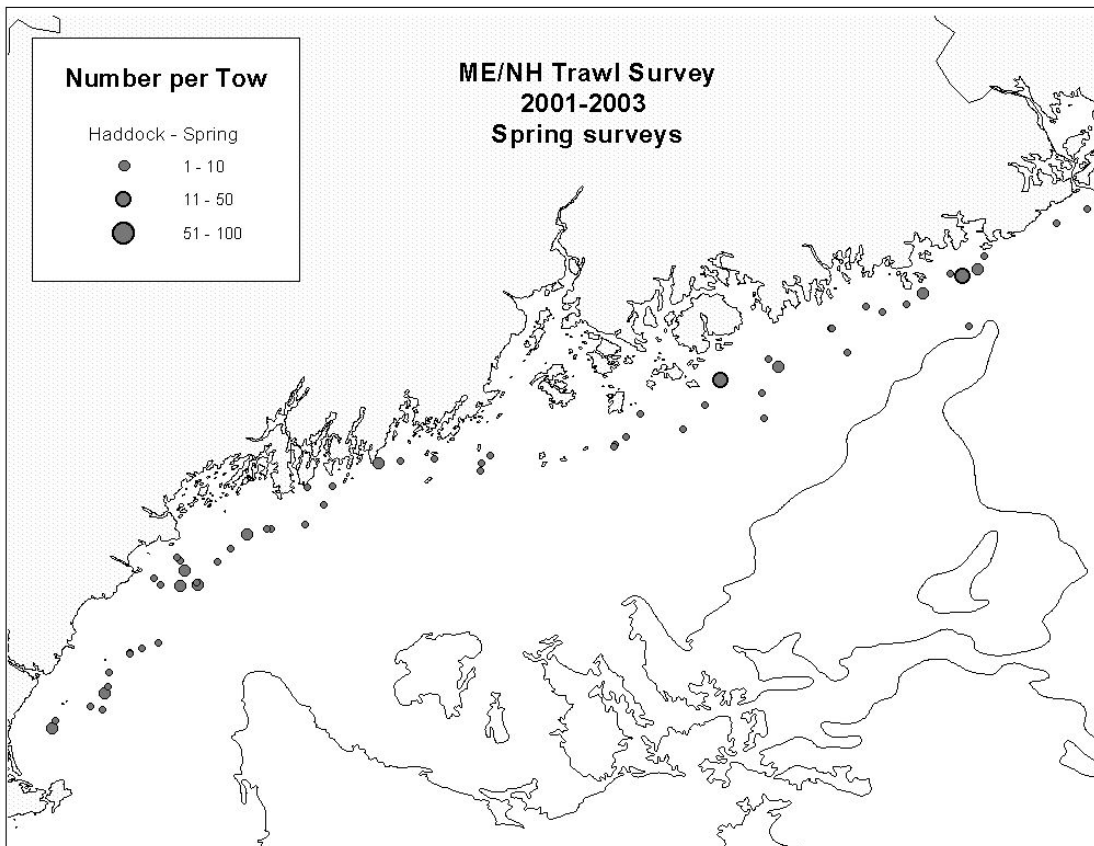 Number per Tow
Haddock - Spring
1 - 10
11 - 50
51 - 100
ME/NH Trawl Survey
2001-2003
Spring surveys